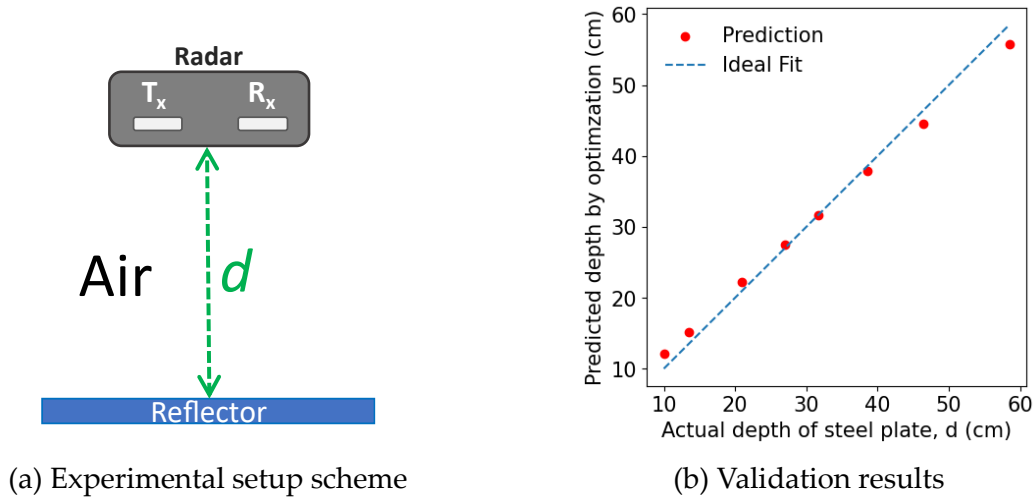 Radar
Tx
Rx
Air
d
Reflector
(a) Experimental setup scheme
Predicted depth by optimzation (cm)
60
50
40
30
20
10
Prediction
Ideal Fit
10 20 30 40 50 60
Actual depth of steel plate, d (cm)
(b) Validation results